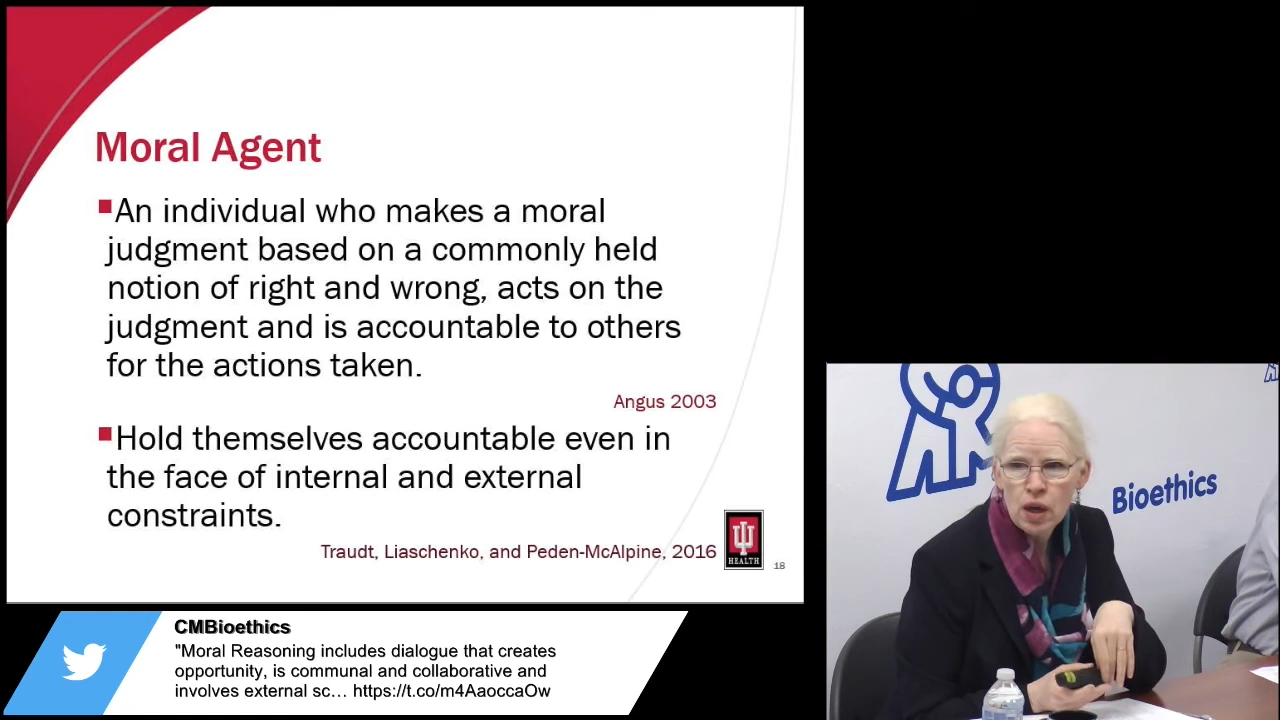 Moral Agent
An individual who makes a moral
judgment based on a commonly held
notion of right and wrong, acts on the
judgment and is accountable to others
for the actions taken.
Angus 2003
Hold themselves accountable even in
the face of internal and external
constraints.
Traudt, Liaschenko, and Peden-McAlpine, 2016
HEALTH
18
CMBioethics
"Moral Reasoning includes dialogue that creates
opportunity, is communal and collaborative and
involves external sc… https://t.co/m4AaoccaOw
Bioethics